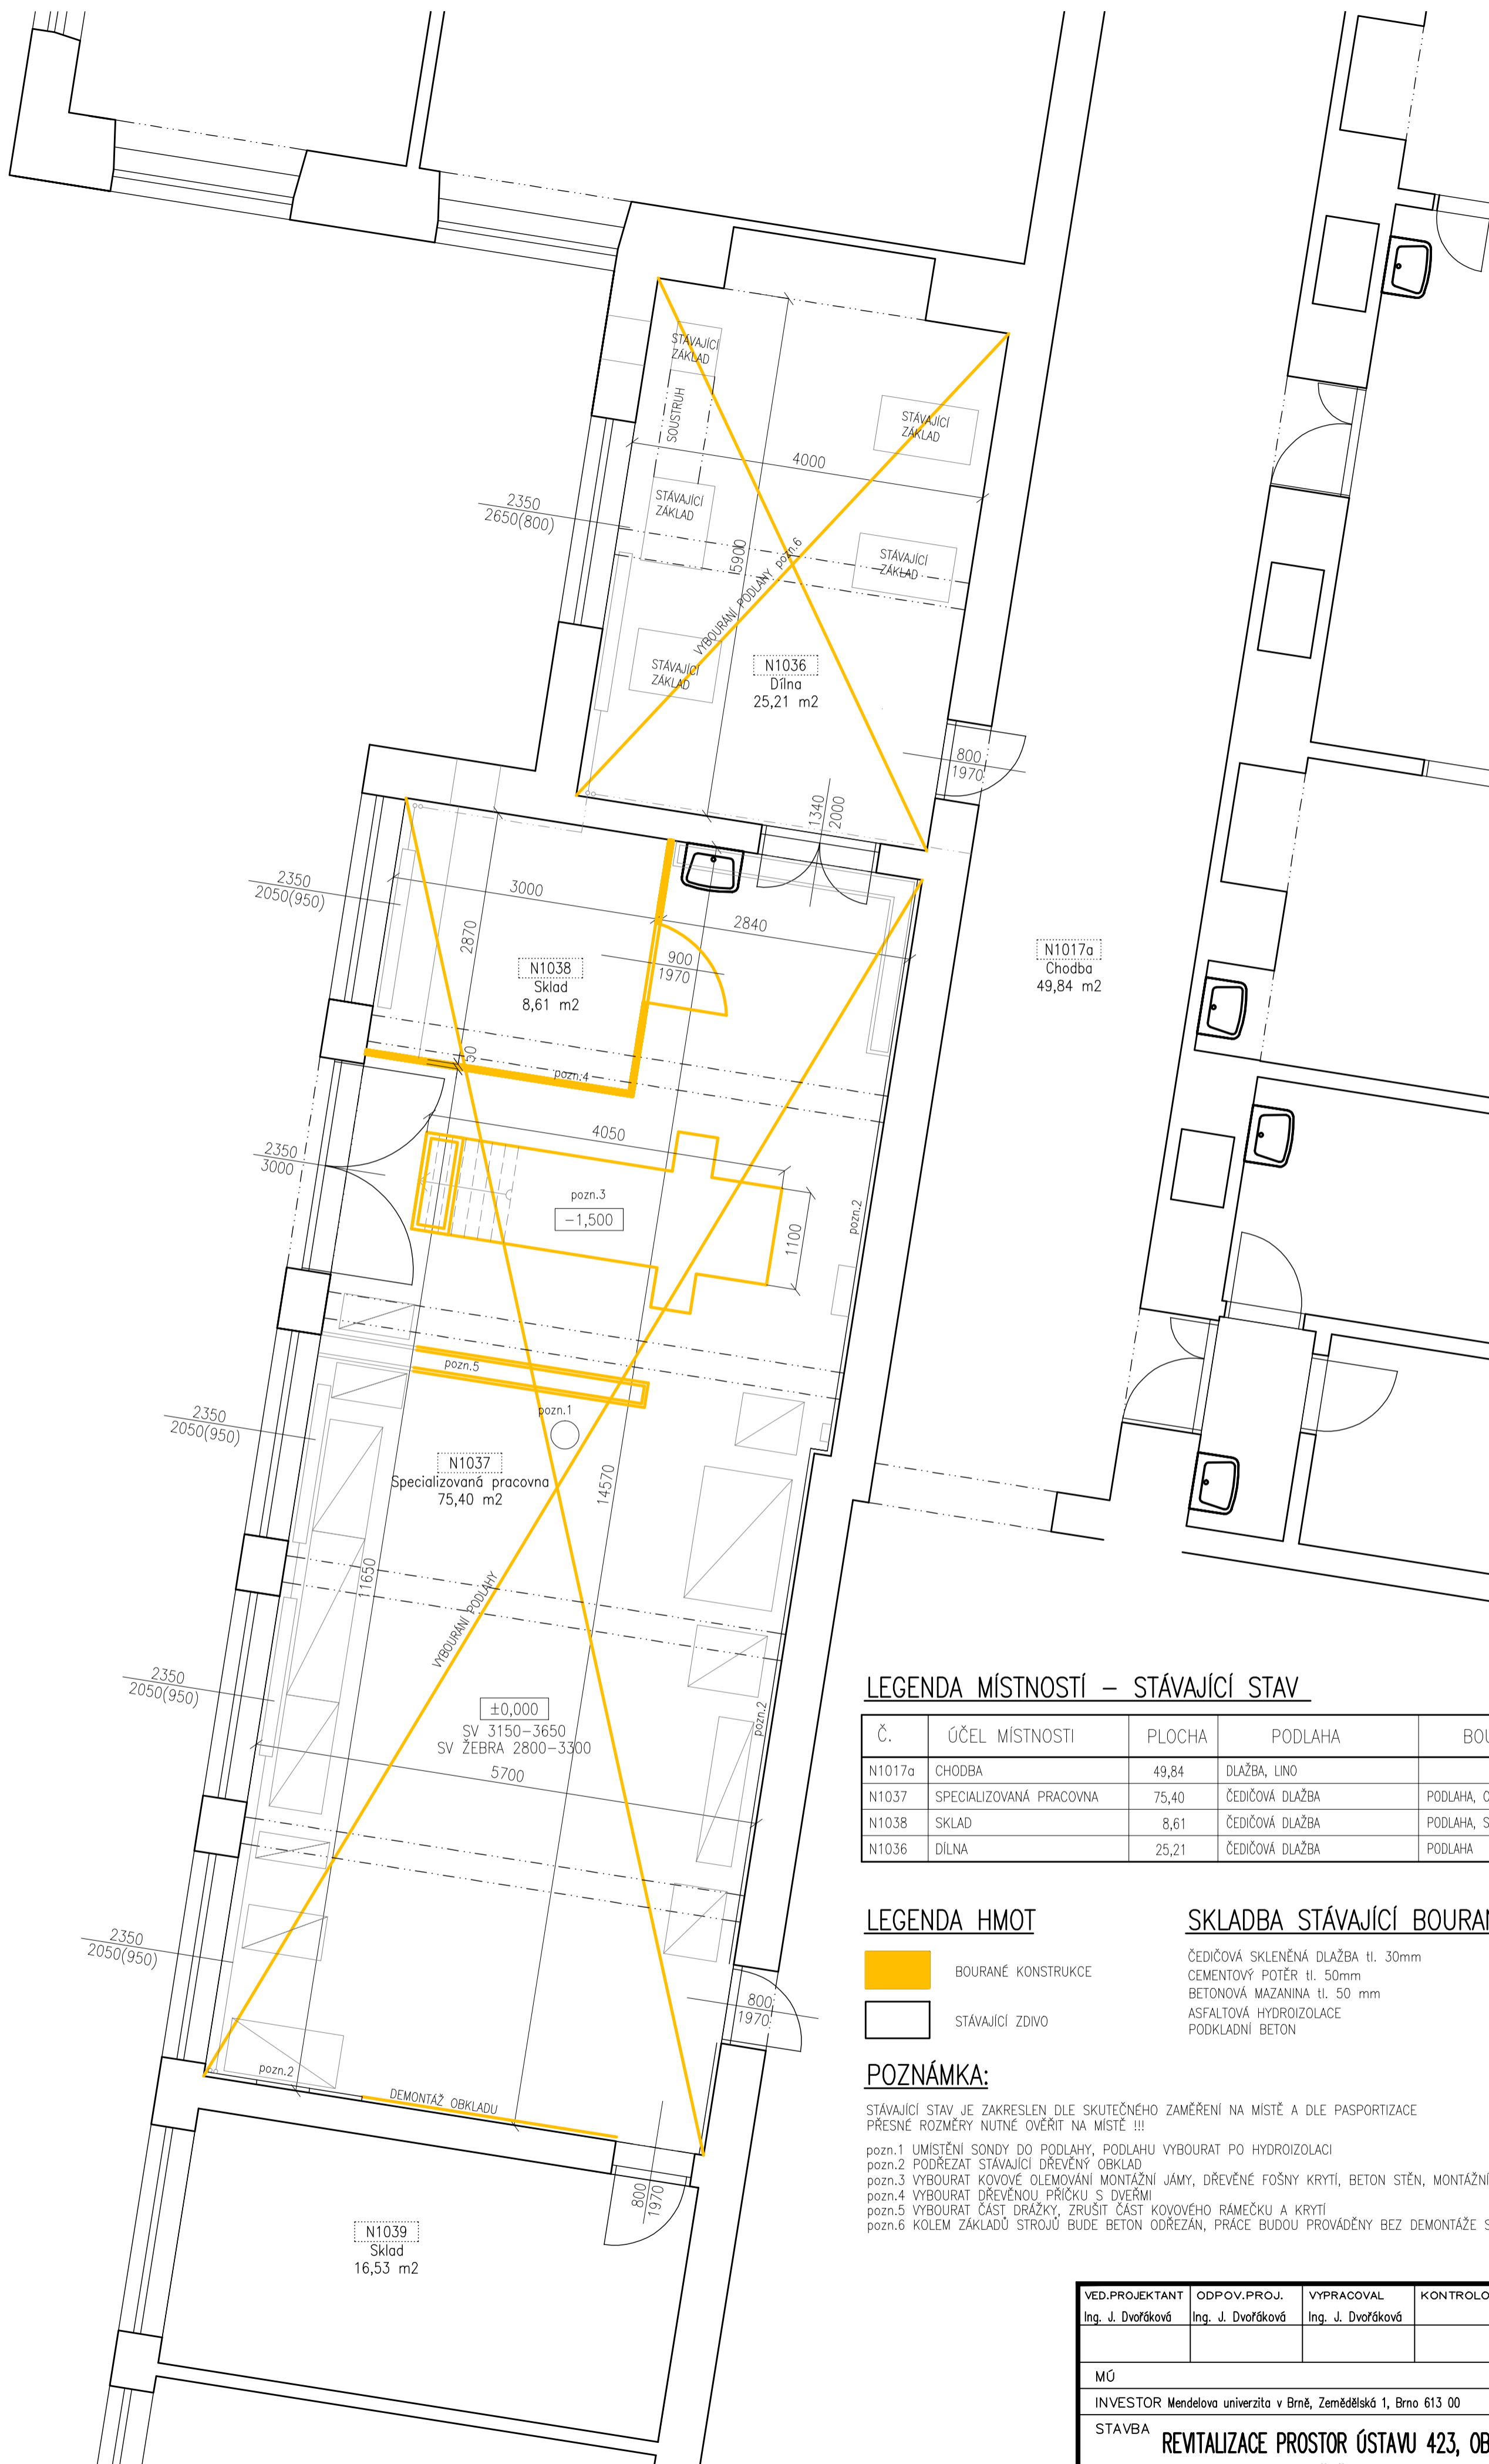 STÁVAJÍCÍ
ZÁKLAD
SOUSTRUH
STÁVAJÍCÍ
ZÁKLAD
4000
2350
2650(800)
STÁVAJÍCÍ
ZÁKLAD
5900
VYBOURÁNÍ PODLAHY pozn.6
STÁVAJÍCÍ
ZÁKLAD
STÁVAJÍCÍ
ZÁKLAD
N1036
Dílna
25,21 m2
800
1970
1340
2000
2350
2050(950)
3000
2870
2840
900
1970
N1038
Sklad
8,61 m2
N1017a
Chodba
49,84 m2
pozn.4
4050
2350
3000
pozn.3
-1,500
1100
pozn.2
pozn.5
pozn.1
2350
2050(950)
N1037
Specializovaná pracovna
75,40 m2
14570
11650
VYBOURÁNÍ PODLAHY
2350
2050(950)
±0,000
SV 3150-3650
SV ŽEBRA 2800-3300
5700
pozn.2
2350
2050(950)
800
1970
pozn.2
DEMONTÁŽ OBKLADU
800
1970
N1039
Sklad
16,53 m2
LEGENDA MÍSTNOSTÍ – STÁVAJÍCÍ STAV
Č. ÚČEL MÍSTNOSTI PLOCHA PODLAHA
N1017a CHODBA 49,84 DLAŽBA, LINO
N1037 SPECIALIZOVANÁ PRACOVNA 75,40 ČEDIČOVÁ DLAŽBA PODLAHA,
N1038 SKLAD 8,61 ČEDIČOVÁ DLAŽBA PODLAHA, S
N1036 DÍLNA 25,21 ČEDIČOVÁ DLAŽBA PODLAHA
LEGENDA HMOT
BOURANÉ KONSTRUKCE
STÁVAJÍCÍ ZDIVO
SKLADBA STÁVAJÍCÍ BOURAN
ČEDIČOVÁ SKLENĚNÁ DLAŽBA tl. 30mm
CEMENTOVÝ POTĚR tl. 50mm
BETONOVÁ MAZANINA tl. 50 mm
ASFALTOVÁ HYDROIZOLACE
PODKLADNÍ BETON
POZNÁMKA:
STÁVAJÍCÍ STAV JE ZAKRESLEN DLE SKUTEČNÉHO ZAMĚŘENÍ NA MÍSTĚ A DLE PASPORTIZACE
PŘESNÉ ROZMĚRY NUTNÉ OVĚŘIT NA MÍSTĚ !!!
pozn.1 UMÍSTĚNÍ SONDY DO PODLAHY, PODLAHU VYBOURAT PO HYDROIZOLACI
pozn.2 PODŘEZAT STÁVAJÍCÍ DŘEVĚNÝ OBKLAD
pozn.3 VYBOURAT KOVOVÉ OLEMOVÁNÍ MONTÁŽNÍ JÁMY, DŘEVĚNÉ FOŠNY KRYTÍ, BETON STĚN, MONTÁŽNÍ
pozn.4 VYBOURAT DŘEVĚNOU PŘÍČKU S DVEŘMI
pozn.5 VYBOURAT ČÁST DRÁŽKY, ZRUŠIT ČÁST KOVOVÉHO RÁMEČKU A KRYTÍ
pozn.6 KOLEM ZÁKLADŮ STROJŮ BUDE BETON ODŘEZÁN, PRÁCE BUDOU PROVÁDĚNY BEZ DEMONTÁŽE S
VED.PROJEKTANT ODPOV.PROJ. VYPRACOVAL KONTROLO
Ing. J. Dvořáková Ing. J. Dvořáková Ing. J. Dvořáková
MÚ
INVESTOR Mendelova univerzita v Brně, Zemědělská 1, Brno 613 00
STAVBA REVITALIZACE PROSTOR ÚSTAVU 423, OB